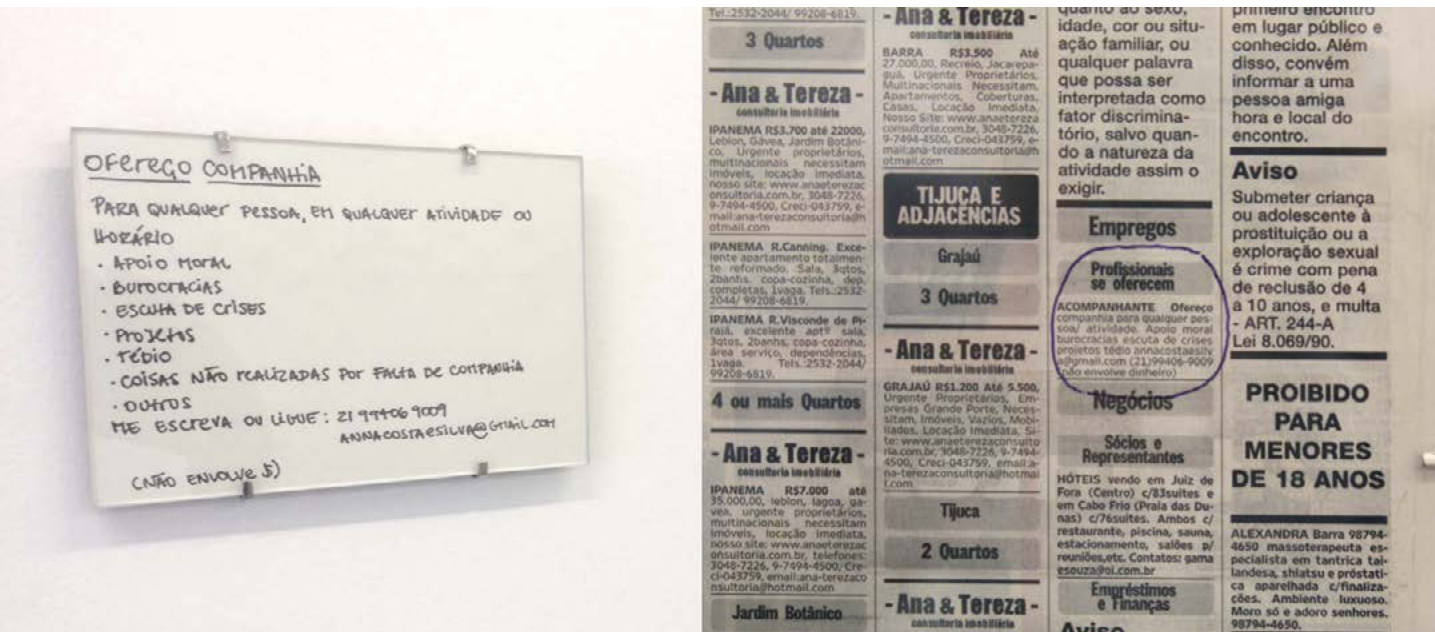 OFEREÇO COMPANHIA
PARA QUALQUER PESSOA, EM QUALQUER ATIVIDADE OU
HORÁRIO
· APOIO MORAL
· BUROCRACIAS
· ESCUTA DE CRISES
· PROJETOS
· TÉDIO
· COISAS NÃO REALIZADAS POR FALTA DE COMPANHIA
· OUTROS
ME ESCREVA OU LIGUE: 21 99406 9009
ANNACOSTAESILVA@GMAIL.COM
(NÃO ENVOLVE $)
Tel.:2532-2044/ 99208-6819.
3 Quartos
- Ana & Tereza -
consultoria imobiliária
IPANEMA R$3.700 até 22000,
Leblon, Gávea, Jardim Botâni-
co. Urgente proprietários,
multinacionais necessitam
imóveis, locação imediata,
nosso site: www.anaeterezac
onsultoria.com.br, 3048-7226,
9-7494-4500, Creci-043759, e-
mail:ana-terezaconsultoria@h
otmail.com
IPANEMA R.Canning. Exce-
lente apartamento totalmen-
te reformado. Sala, 3qtos,
2banhs. copa-cozinha, dep.
completas, 1vaga. Tels.:2532-
2044/ 99208-6819.
IPANEMA R.Visconde de Pi-
rajá, excelente aptº sala,
3qtos, 2banhs, copa-cozinha,
área serviço, dependências,
1vaga. Tels.:2532-2044/
99208-6819.
4 ou mais Quartos
- Ana & Tereza -
consultoria imobiliária
IPANEMA R$7.000 até
35.000,00, leblon, lagoa, ga-
vea, urgente proprietários,
multinacionais necessitam
imóveis, locação imediata,
nosso site: www.anaeterezac
onsultoria.com.br, telefones:
3048-7226, 9-7494-4500, Cre-
ci-043759, email:ana-terezaco
nsultoria@hotmail.com
Jardim Botânico
- Ana & Tereza -
consultoria imobiliária
BARRA R$3.500 Até
27.000,00, Recreio, Jacarepa-
guá, Urgente Proprietários,
Multinacionais Necessitam,
Apartamentos, Coberturas,
Casas, Locação Imediata,
Nosso Site: www.anaetereza
consultoria.com.br, 3048-7226,
9-7494-4500, Creci-043759, e-
mail:ana-terezaconsultoria@h
otmail.com
TIJUCA E
ADJACÊNCIAS
Grajaú
3 Quartos
- Ana & Tereza -
consultoria imobiliária
GRAJAÚ R$1.200 Até 5.500,
Urgente Proprietários, Em-
presas Grande Porte, Neces-
sitam, Imóveis, Vazios, Mobi-
liados, Locação Imediata, Si-
te: www.anaeterezaconsulto
ria.com.br, 3048-7226, 9-7494-
4500, Creci-043759, email:a-
na-terezaconsultoria@hotmai
l.com
Tijuca
2 Quartos
- Ana & Tereza -
consultoria imobiliária
quanto ao sexo,
idade, cor ou situ-
ação familiar, ou
qualquer palavra
que possa ser
interpretada como
fator discrimina-
tório, salvo quan-
do a natureza da
atividade assim o
exigir.
Empregos
Profissionais
se oferecem
ACOMPANHANTE Ofereço
companhia para qualquer pes-
soa/ atividade. Apoio moral
burocracias escuta de crises
projetos tédio annacostaesilv
a@gmail.com (21)99406-9009
(não envolve dinheiro)
Negócios
Sócios e
Representantes
HÓTEIS vendo em Juiz de
Fora (Centro) c/83suites e
em Cabo Frio (Praia das Du-
nas) c/76suites. Ambos c/
restaurante, piscina, sauna,
estacionamento, salões p/
reuniões,etc. Contatos: gama
esouza@oi.com.br
Empréstimos
e Finanças
Aviso
primeiro encontro
em lugar público e
conhecido. Além
disso, convém
informar a uma
pessoa amiga
hora e local do
encontro.
Aviso
Submeter criança
ou adolescente à
prostituição ou a
exploração sexual
é crime com pena
de reclusão de 4
a 10 anos, e multa
- ART. 244-A
Lei 8.069/90.
PROIBIDO
PARA
MENORES
DE 18 ANOS
ALEXANDRA Barra 98794-
4650 massoterapeuta es-
pecialista em tantrica tai-
landesa, shiatsu e próstati-
ca aparelhada c/finaliza-
ções. Ambiente luxuoso.
Moro só e adoro senhores.
98794-4650.